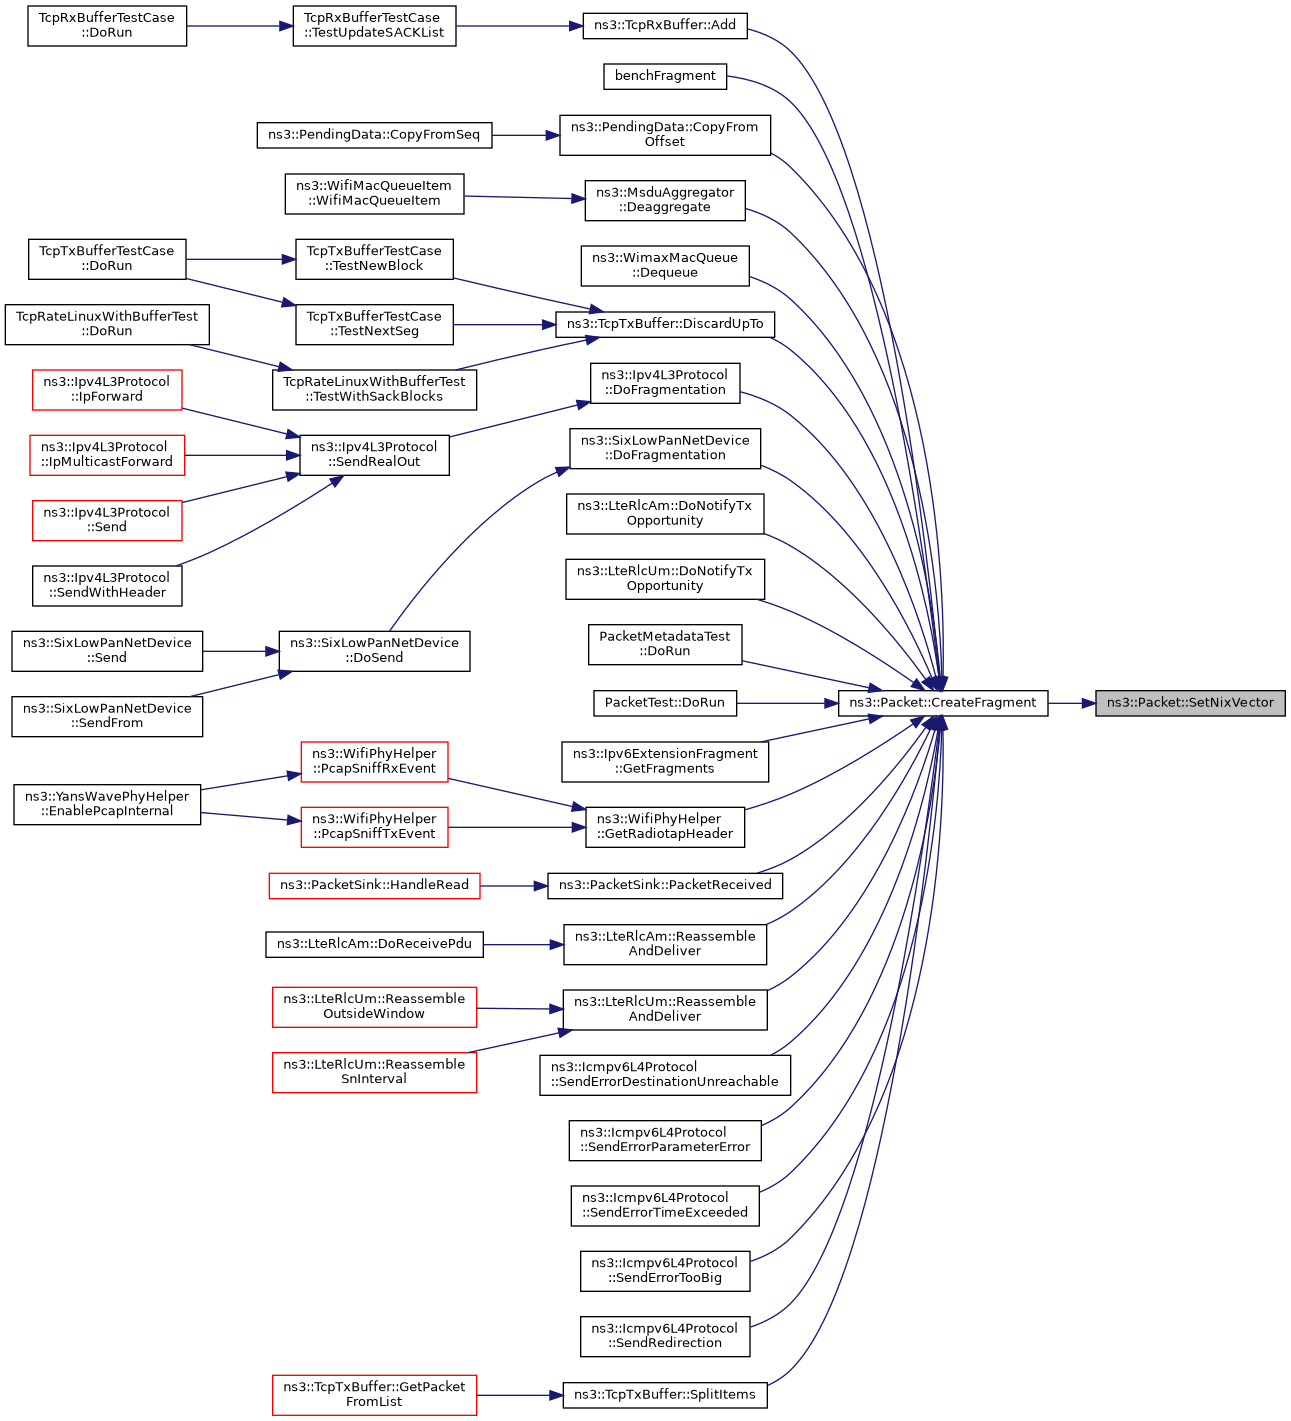 TcpRxBufferTestCase
::DoRun
TcpRxBufferTestCase
::TestUpdateSACKList
ns3::TcpRxBuffer::Add
benchFragment
ns3::PendingData::CopyFromSeq
ns3::PendingData::CopyFrom
Offset
ns3::WifiMacQueueItem
::WifiMacQueueItem
ns3::MsduAggregator
::Deaggregate
ns3::WimaxMacQueue
::Dequeue
TcpTxBufferTestCase
::DoRun
TcpTxBufferTestCase
::TestNewBlock
TcpTxBufferTestCase
::TestNextSeg
ns3::TcpTxBuffer::DiscardUpTo
TcpRateLinuxWithBufferTest
::DoRun
TcpRateLinuxWithBufferTest
::TestWithSackBlocks
ns3::Ipv4L3Protocol
::DoFragmentation
ns3::Ipv4L3Protocol
::IpForward
ns3::Ipv4L3Protocol
::IpMulticastForward
ns3::Ipv4L3Protocol
::SendRealOut
ns3::Ipv4L3Protocol
::Send
ns3::Ipv4L3Protocol
::SendWithHeader
ns3::SixLowPanNetDevice
::DoFragmentation
ns3::LteRlcAm::DoNotifyTx
Opportunity
ns3::LteRlcUm::DoNotifyTx
Opportunity
PacketMetadataTest
::DoRun
ns3::SixLowPanNetDevice
::Send
ns3::SixLowPanNetDevice
::DoSend
ns3::SixLowPanNetDevice
::SendFrom
PacketTest::DoRun
ns3::Packet::CreateFragment
ns3::Packet::SetNixVector
ns3::Ipv6ExtensionFragment
::GetFragments
ns3::WifiPhyHelper
::PcapSniffRxEvent
ns3::YansWavePhyHelper
::EnablePcapInternal
ns3::WifiPhyHelper
::PcapSniffTxEvent
ns3::WifiPhyHelper
::GetRadiotapHeader
ns3::PacketSink::HandleRead
ns3::PacketSink::PacketReceived
ns3::LteRlcAm::DoReceivePdu
ns3::LteRlcAm::Reassemble
AndDeliver
ns3::LteRlcUm::Reassemble
OutsideWindow
ns3::LteRlcUm::Reassemble
AndDeliver
ns3::LteRlcUm::Reassemble
SnInterval
ns3::Icmpv6L4Protocol
::SendErrorDestinationUnreachable
ns3::Icmpv6L4Protocol
::SendErrorParameterError
ns3::Icmpv6L4Protocol
::SendErrorTimeExceeded
ns3::Icmpv6L4Protocol
::SendErrorTooBig
ns3::Icmpv6L4Protocol
::SendRedirection
ns3::TcpTxBuffer::GetPacket
FromList
ns3::TcpTxBuffer::SplitItems